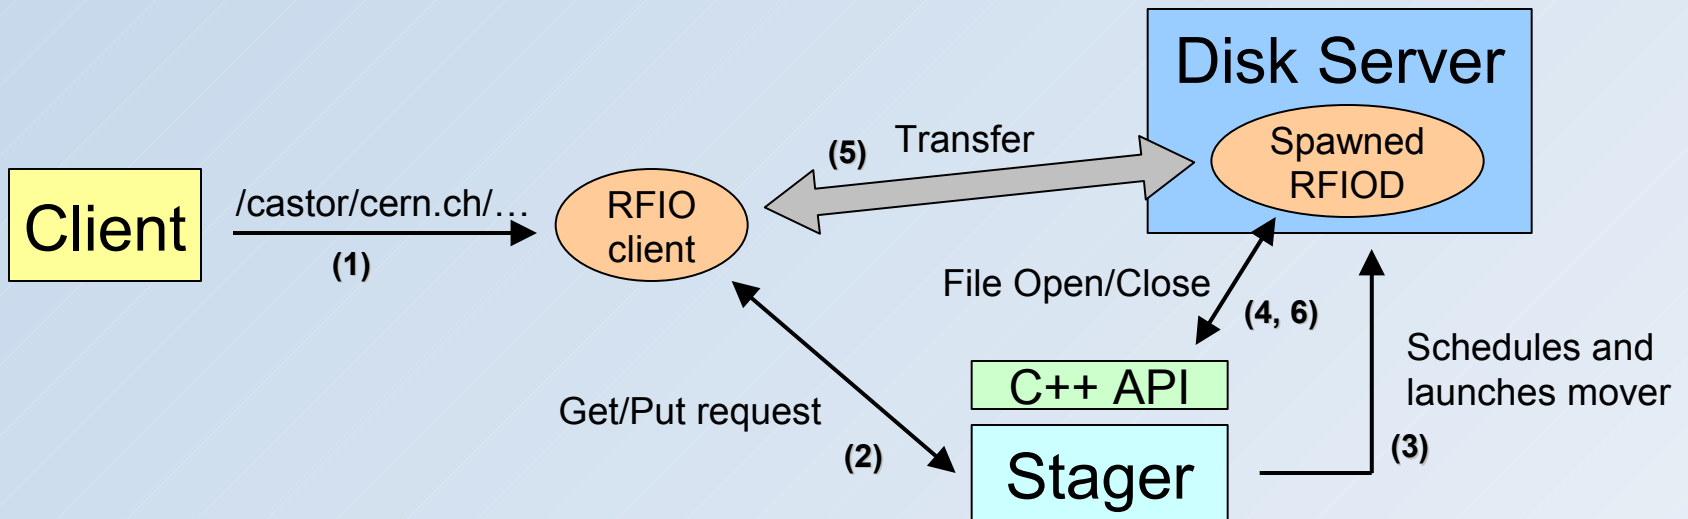 Disk Server
Spawned
RFIOD
(5)
Transfer
Client
/castor/cern.ch/…
(1)
RFIO
client
File Open/Close
(4, 6)
Schedules and
launches mover
(3)
C++ API
Get/Put request
(2)
Stager